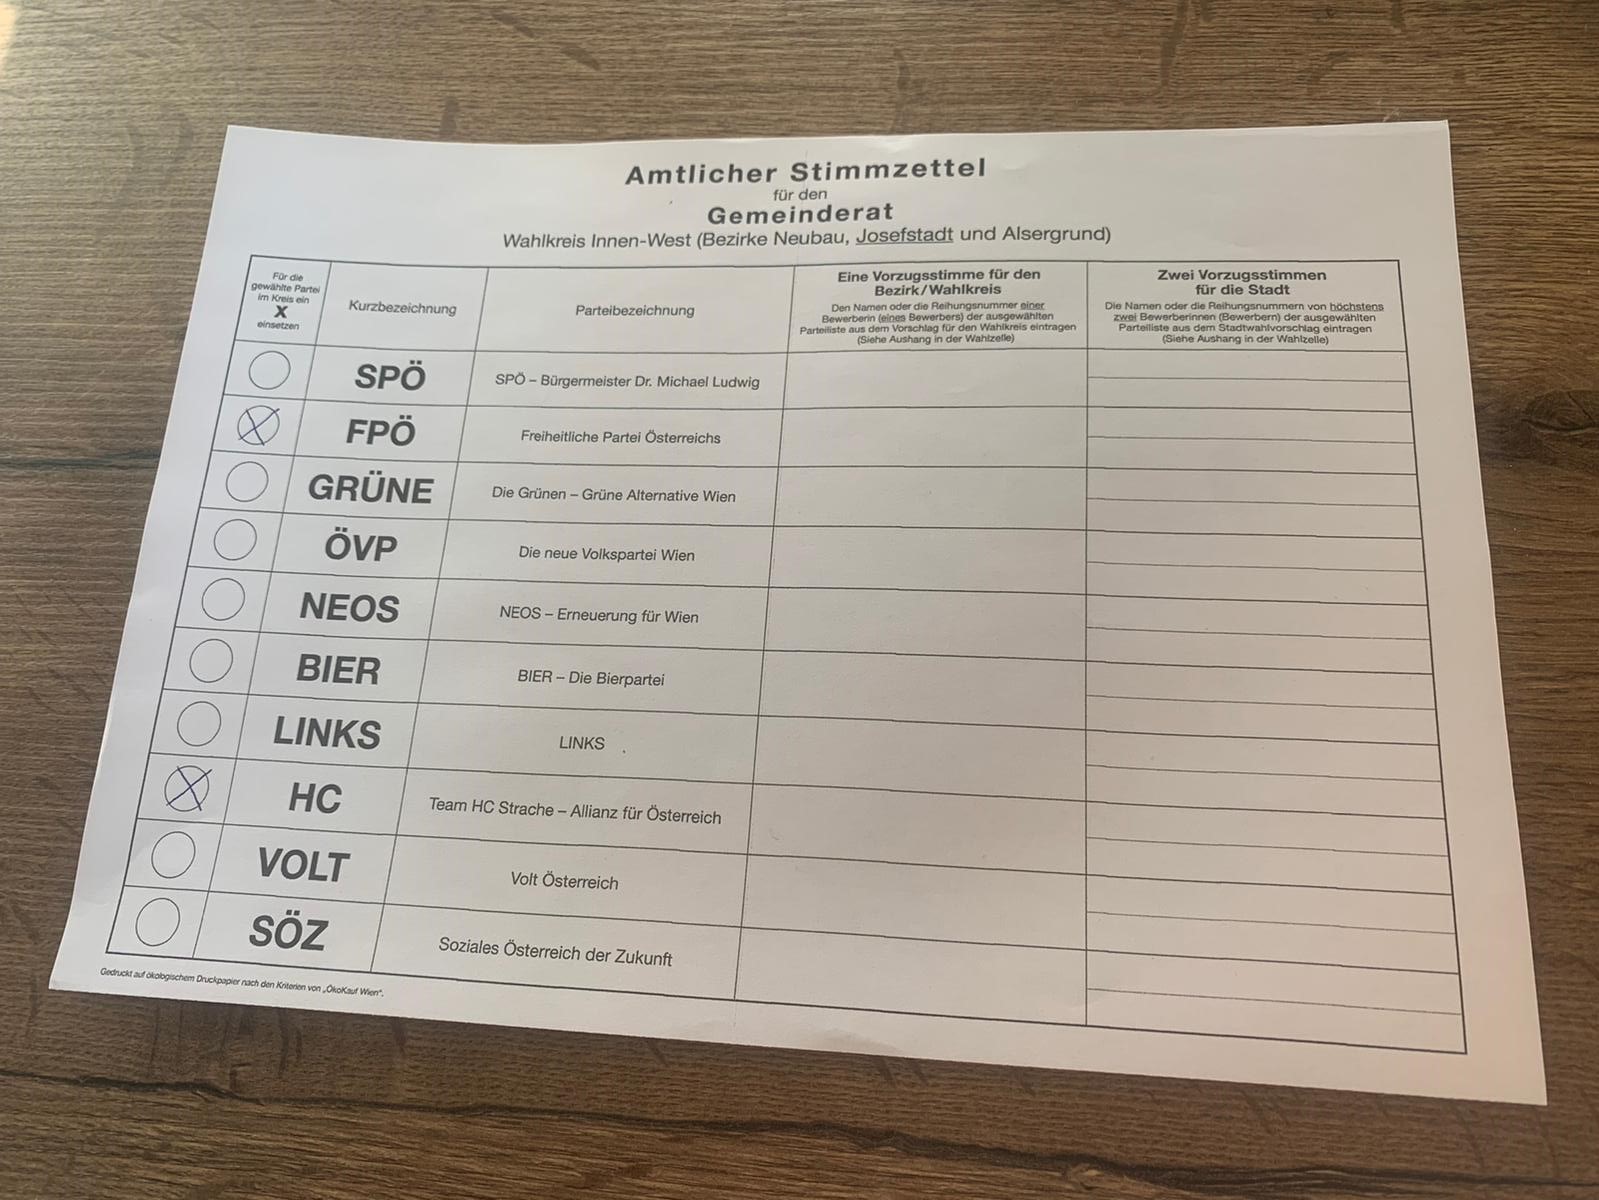 Amtlicher Stimmzettel
für den
Gemeinderat
Wahlkreis Innen-West (Bezirke Neubau, Josefstadt und Alsergrund)
Für die
gewählte Partei
im Kreis ein
X
einsetzen
Kurzbezeichnung
Parteibezeichnung
Eine Vorzugsstimme für den
Bezirk/Wahlkreis
Den Namen oder die Reihungsnummer einer
Bewerberin (eines Bewerbers) der ausgewählten
Parteiliste aus dem Vorschlag für den Wahlkreis eintragen
(Siehe Aushang in der Wahlzelle)
Zwei Vorzugsstimmen
für die Stadt
Die Namen oder die Reihungsnummern von höchstens
zwei Bewerberinnen (Bewerbern) der ausgewählten
Parteiliste aus dem Stadtwahlvorschlag eintragen
(Siehe Aushang in der Wahlzelle)
SPÖ SPÖ – Bürgermeister Dr. Michael Ludwig
X FPÖ Freiheitliche Partei Österreichs
GRÜNE Die Grünen – Grüne Alternative Wien
ÖVP Die neue Volkspartei Wien
NEOS NEOS – Erneuerung für Wien
BIER BIER – Die Bierpartei
LINKS LINKS
X HC Team HC Strache – Allianz für Österreich
VOLT Volt Österreich
SÖZ Soziales Österreich der Zukunft
Gedruckt auf ökologischem Druckpapier nach den Kriterien von „ÖkoKauf Wien“.